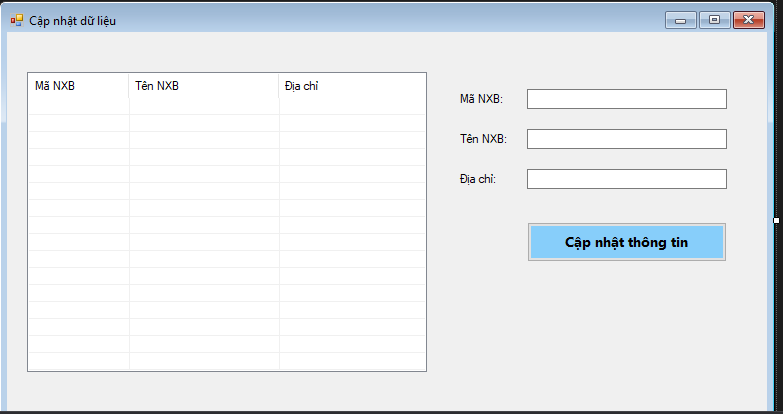 Cập nhật dữ liệu
Mã NXB Tên NXB Địa chỉ
Mã NXB:
Tên NXB:
Địa chỉ:
Cập nhật thông tin